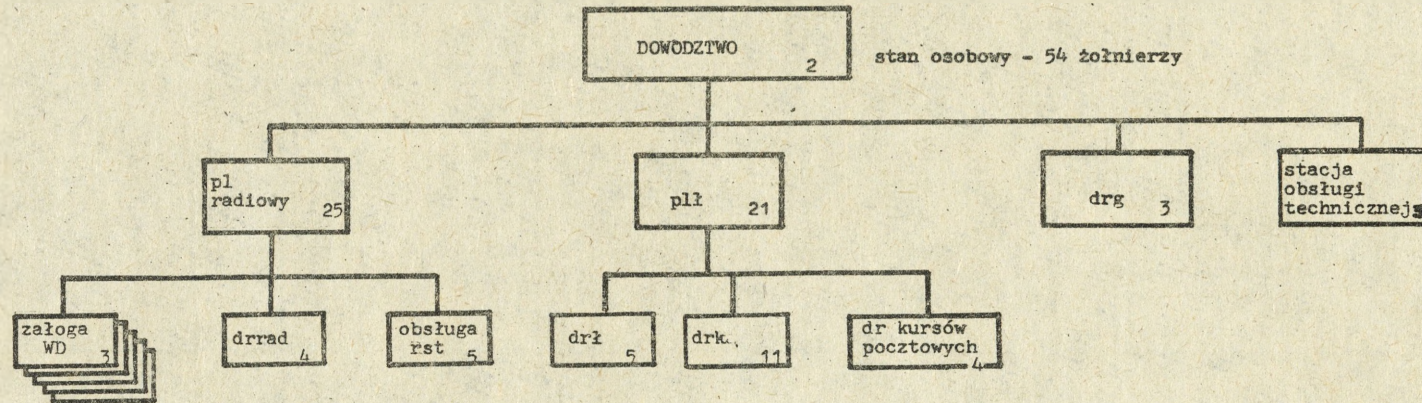 DOWÓDZTWO
2
stan osobowy - 54 żołnierzy
pl
radiowy 25
plł 21
drg 3
stacja
obsługi
technicznej
załoga
WD 3
drrad 4
obsługa
rst 5
drł 5
drk 11
dr kursów
pocztowych
4